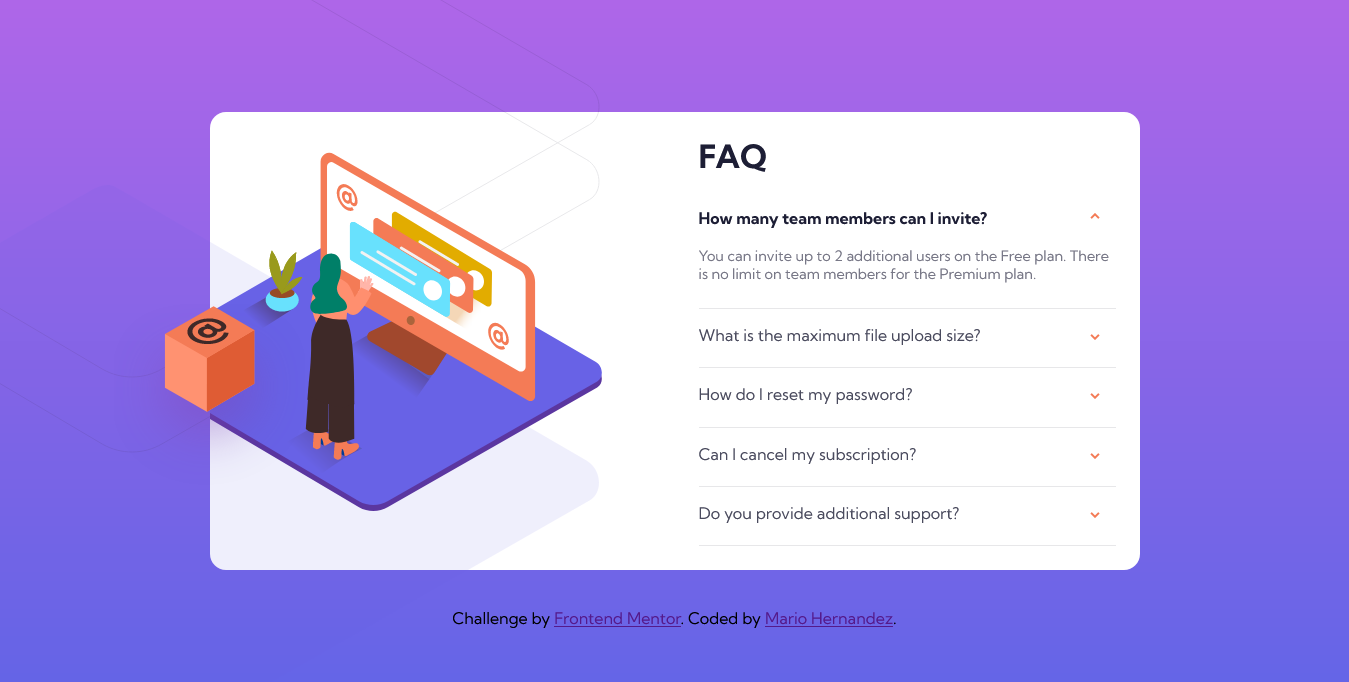 FAQ
How many team members can I invite?
You can invite up to 2 additional users on the Free plan. There
is no limit on team members for the Premium plan.
What is the maximum file upload size?
How do I reset my password?
Can I cancel my subscription?
Do you provide additional support?
@
@
@
Challenge by Frontend Mentor. Coded by Mario Hernandez.